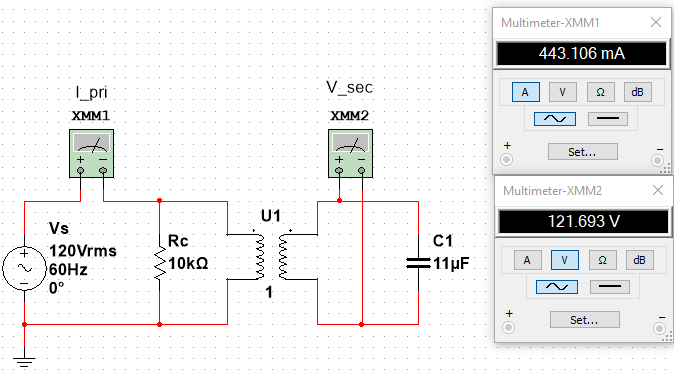 Multimeter-XMM1
443.106 mA
A V Ω dB
+ −
Set...
Multimeter-XMM2
121.693 V
A V Ω dB
+ −
Set...
I_pri
XMM1
V_sec
XMM2
Vs
120Vrms
60Hz
0°
Rc
10kΩ
U1
1
C1
11µF